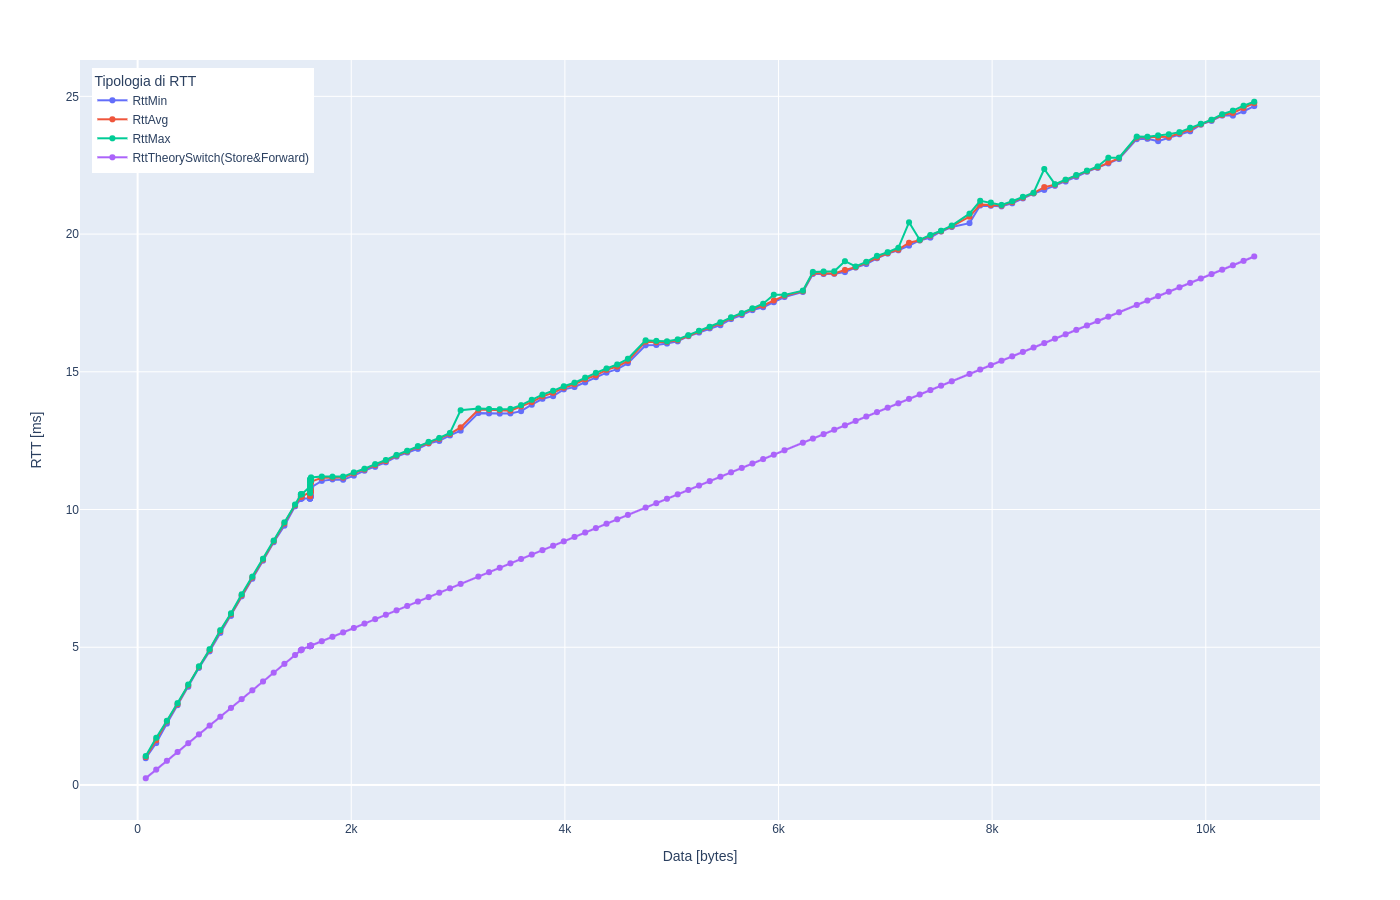 Tipologia di RTT
RttMin
RttAvg
RttMax
RttTheorySwitch(Store&Forward)
25
20
15
10
5
0
RTT [ms]
0 2k 4k 6k 8k 10k
Data [bytes]